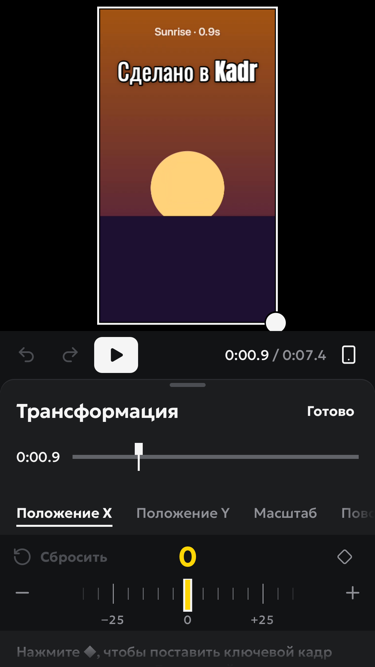 Sunrise · 0.9s
Сделано в Kadr
0:00.9 / 0:07.4
Трансформация
Готово
0:00.9
Положение X Положение Y Масштаб
Сбросить
0
−25 0 +25
Нажмите ◆, чтобы поставить ключевой кадр